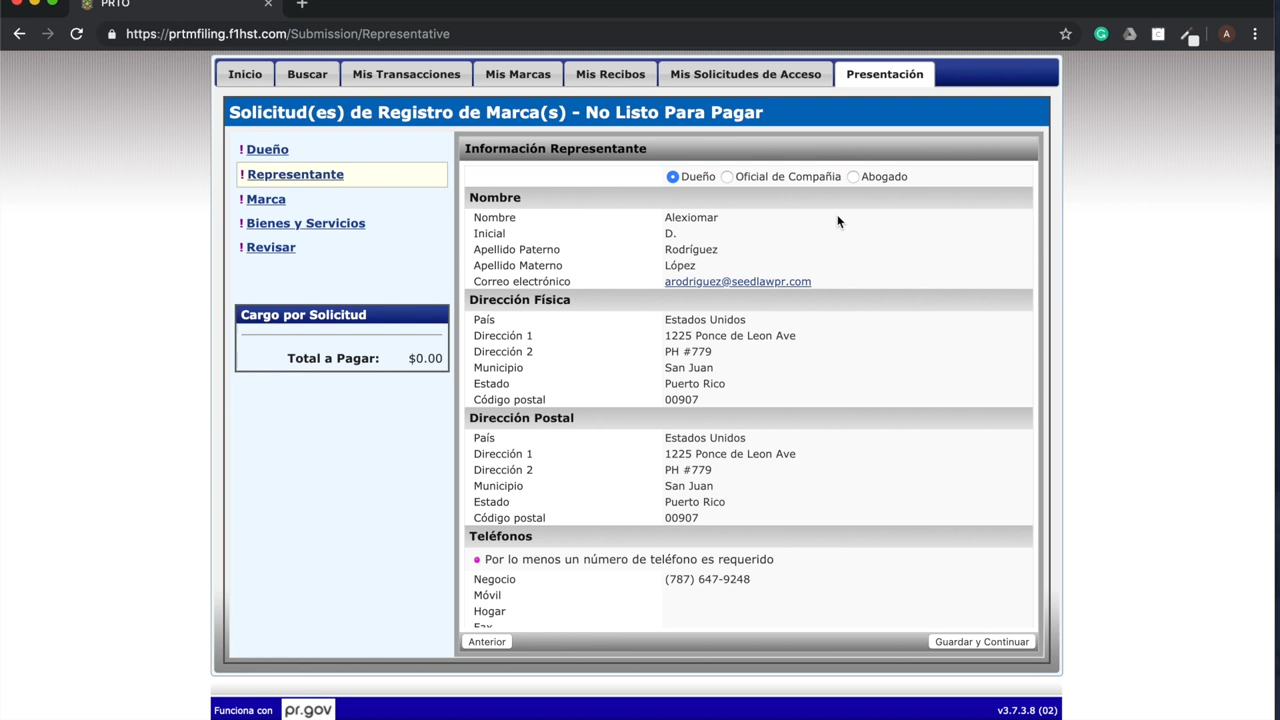 PRTO
https://prtmfiling.f1hst.com/Submission/Representative
A
Inicio Buscar Mis Transacciones Mis Marcas Mis Recibos Mis Solicitudes de Acceso Presentación
Solicitud(es) de Registro de Marca(s) - No Listo Para Pagar
! Dueño
! Representante
! Marca
! Bienes y Servicios
! Revisar
Cargo por Solicitud
Total a Pagar: $0.00
Información Representante
Dueño Oficial de Compañia Abogado
Nombre
Nombre Alexiomar
Inicial D.
Apellido Paterno Rodríguez
Apellido Materno López
Correo electrónico arodriguez@seedlawpr.com
Dirección Física
País Estados Unidos
Dirección 1 1225 Ponce de Leon Ave
Dirección 2 PH #779
Municipio San Juan
Estado Puerto Rico
Código postal 00907
Dirección Postal
País Estados Unidos
Dirección 1 1225 Ponce de Leon Ave
Dirección 2 PH #779
Municipio San Juan
Estado Puerto Rico
Código postal 00907
Teléfonos
Por lo menos un número de teléfono es requerido
Negocio (787) 647-9248
Móvil
Hogar
Fax
Anterior Guardar y Continuar
Funciona con pr.gov v3.7.3.8 (02)